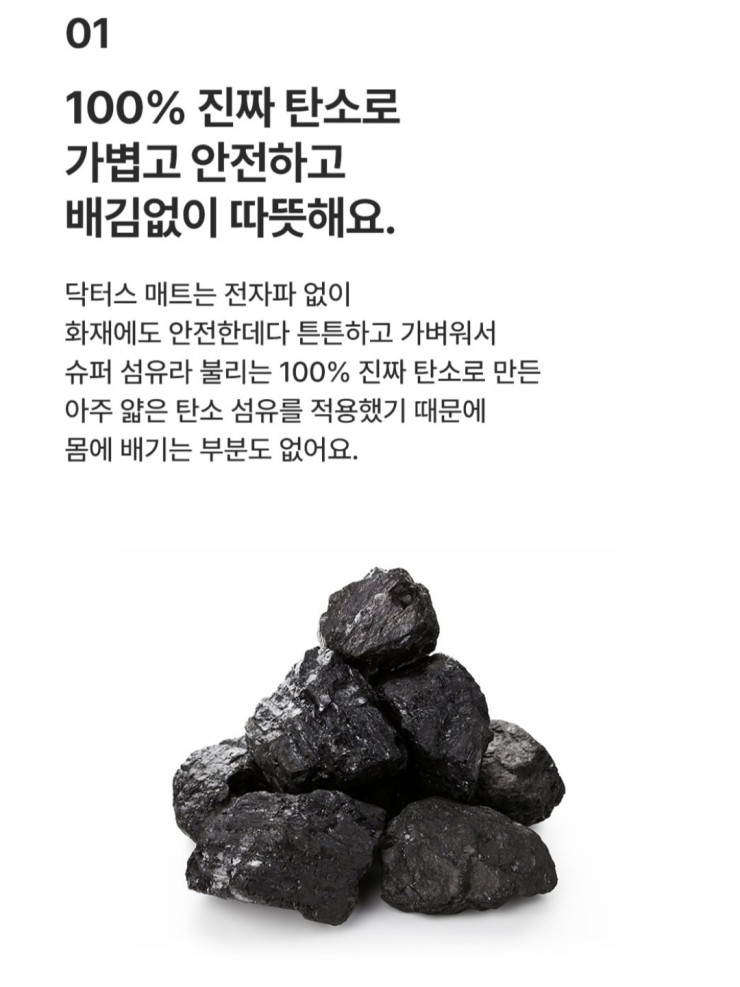 01
100% 진짜 탄소로
가볍고 안전하고
배김없이 따뜻해요.
닥터스 매트는 전자파 없이
화재에도 안전한데다 튼튼하고 가벼워서
슈퍼 섬유라 불리는 100% 진짜 탄소로 만든
아주 얇은 탄소 섬유를 적용했기 때문에
몸에 배기는 부분도 없어요.